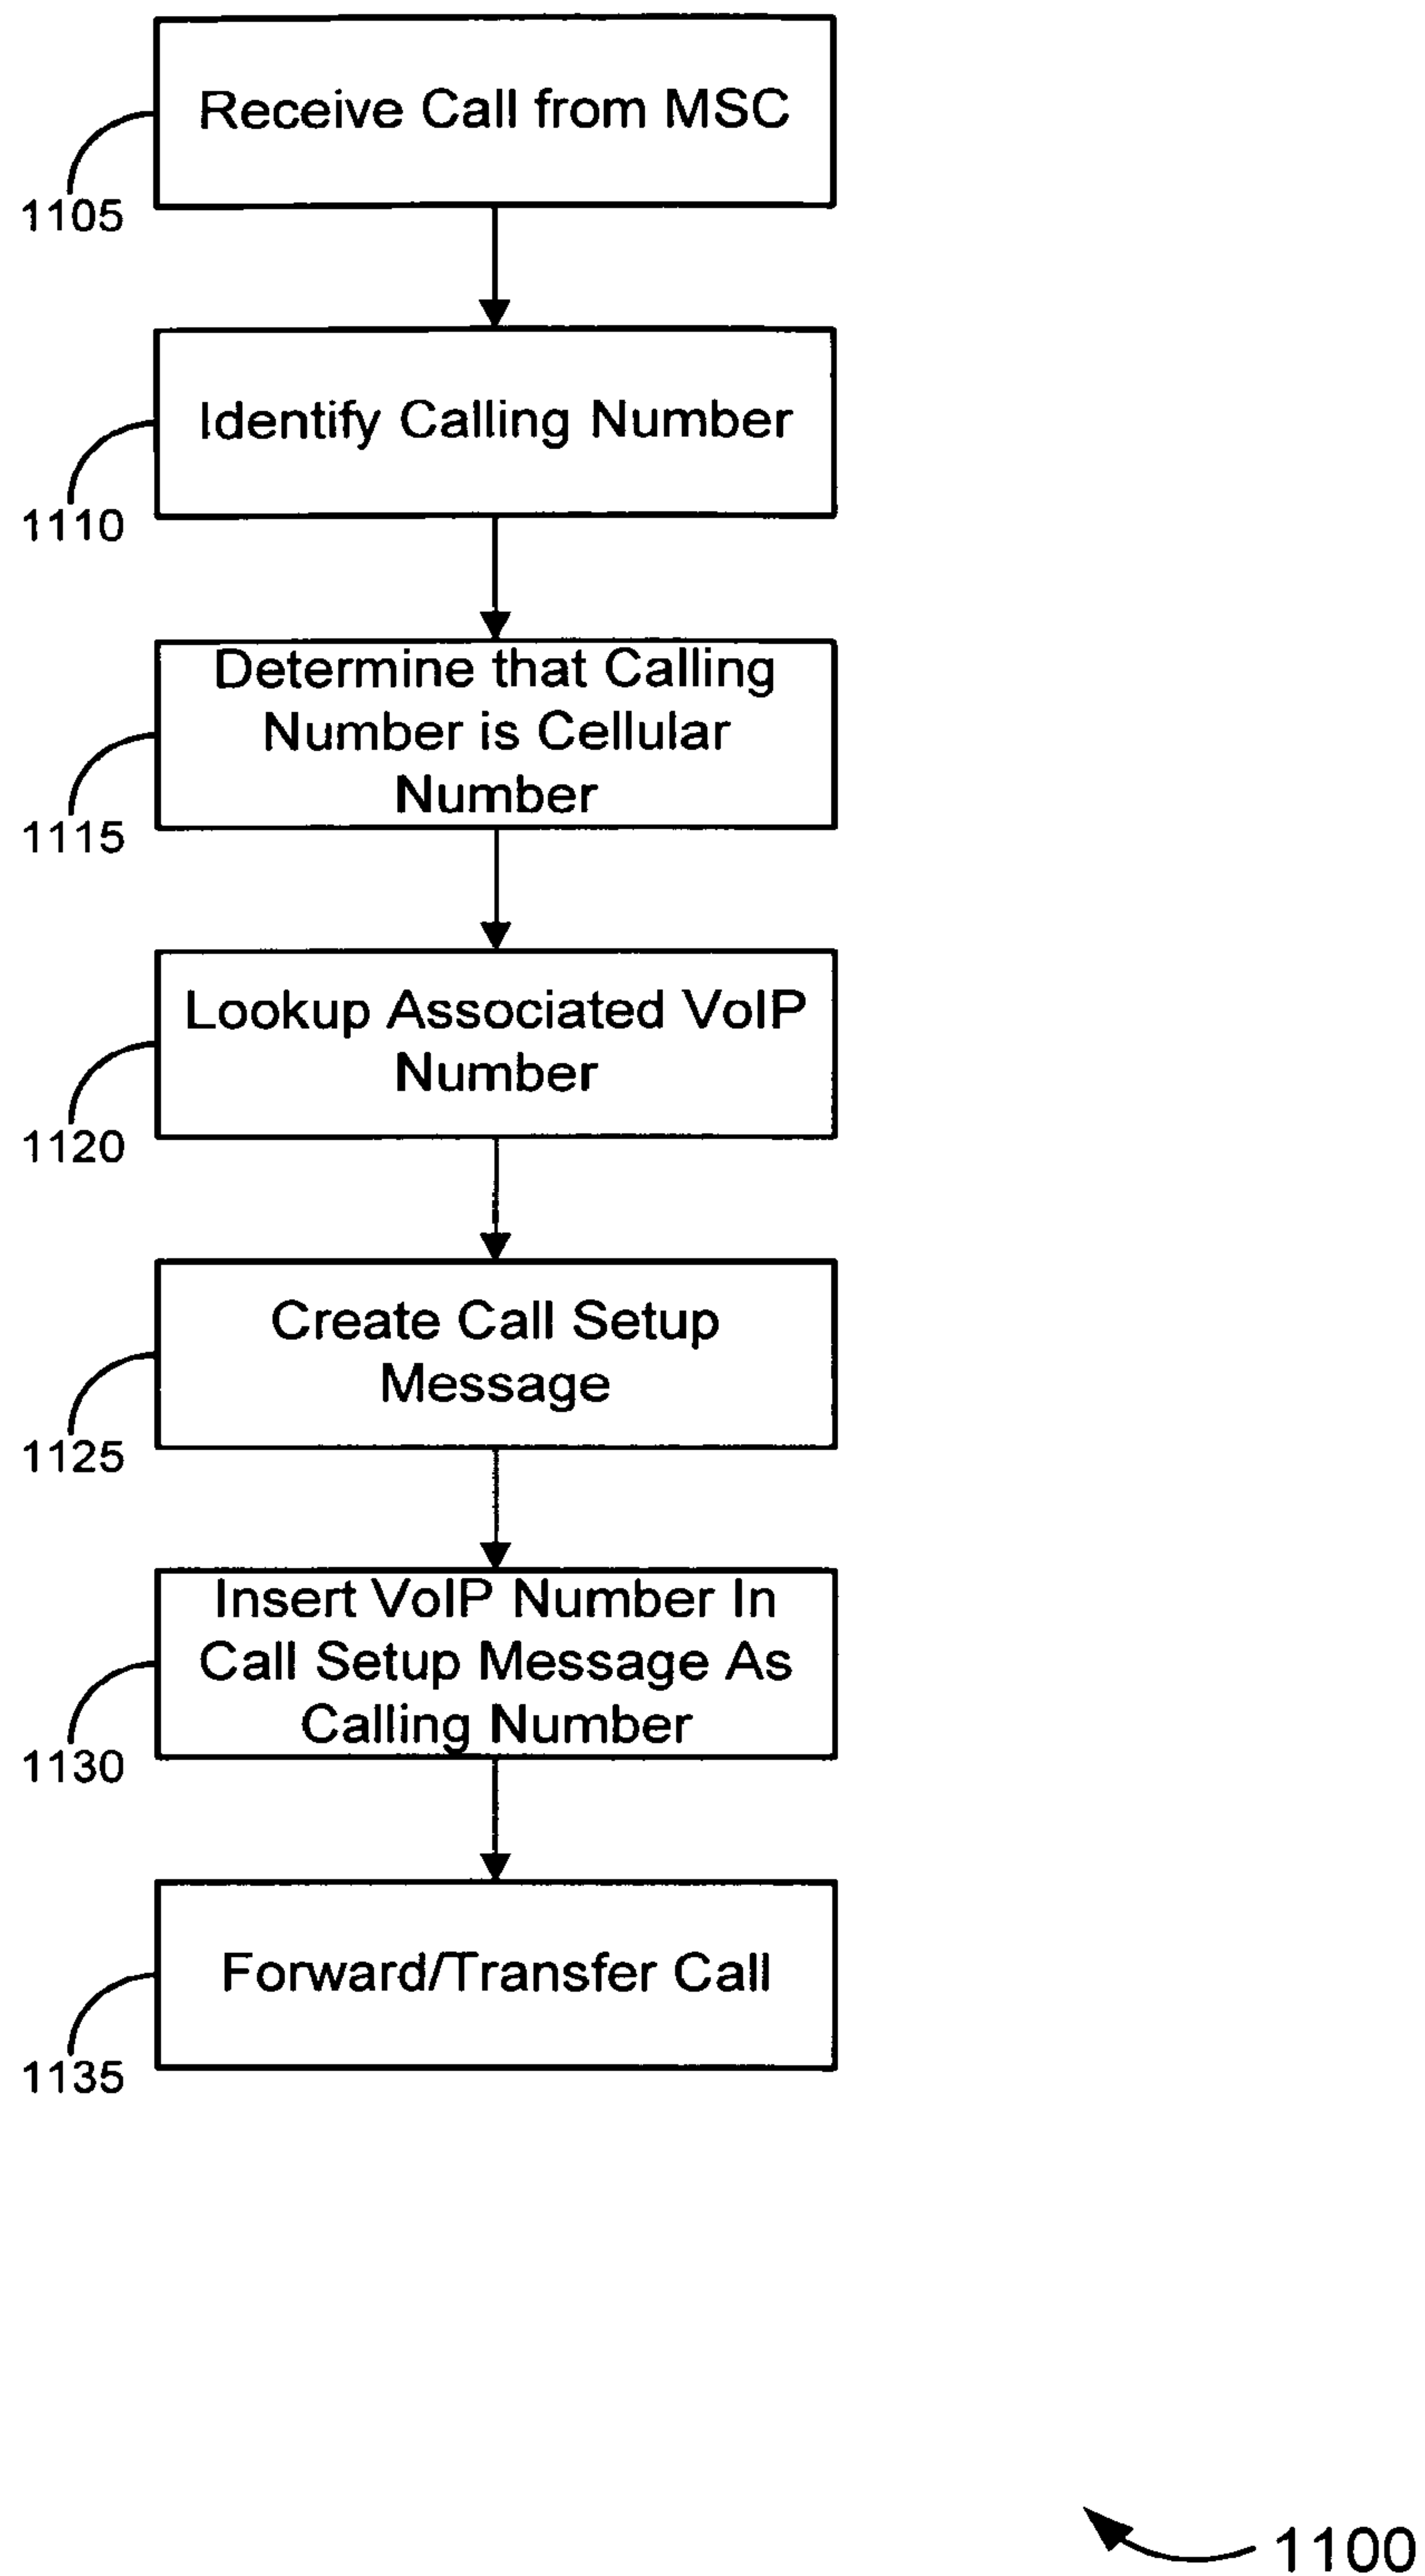 Receive Call from MSC
1105
Identify Calling Number
1110
Determine that Calling
Number is Cellular
Number
1115
Lookup Associated VoIP
Number
1120
Create Call Setup
Message
1125
Insert VoIP Number In
Call Setup Message As
Calling Number
1130
Forward/Transfer Call
1135
1100